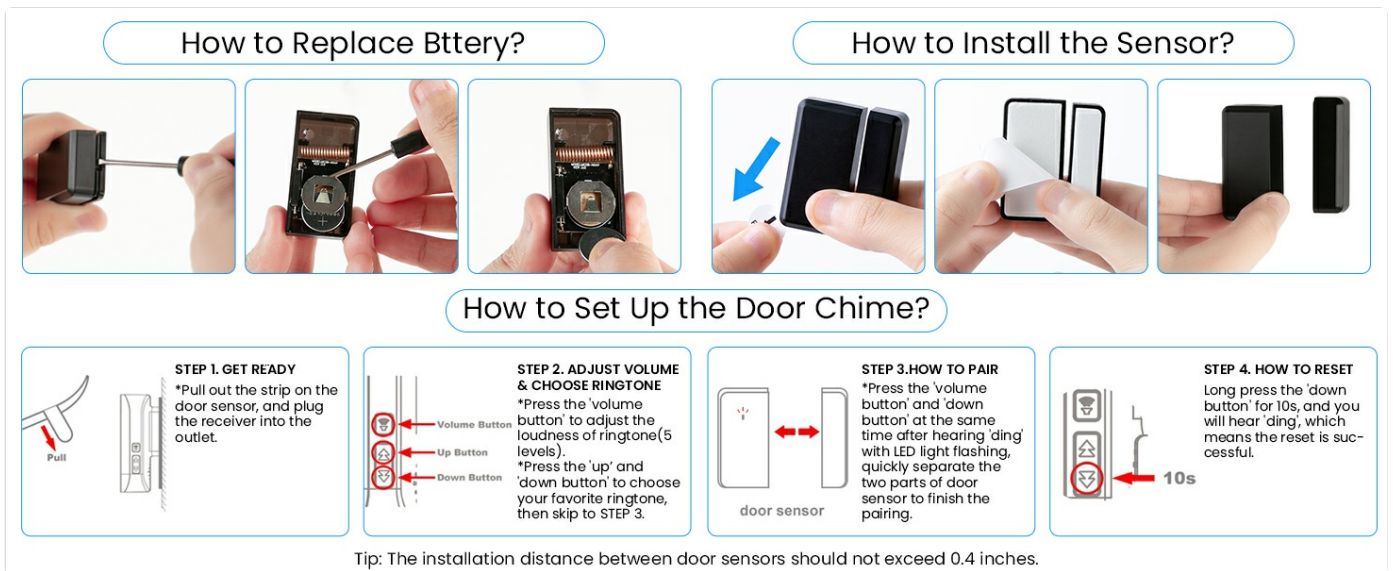 How to Replace Bttery?
How to Install the Sensor?
How to Set Up the Door Chime?
Pull
STEP 1. GET READY
*Pull out the strip on the
door sensor, and plug
the receiver into the
outlet.
Volume Button
Up Button
Down Button
STEP 2. ADJUST VOLUME
& CHOOSE RINGTONE
*Press the 'volume
button' to adjust the
loudness of ringtone(5
levels).
*Press the 'up' and
'down button' to choose
your favorite ringtone,
then skip to STEP 3.
door sensor
STEP 3.HOW TO PAIR
*Press the 'volume
button' and 'down
button' at the same
time after hearing 'ding'
with LED light flashing,
quickly separate the
two parts of door
sensor to finish the
pairing.
10s
STEP 4. HOW TO RESET
Long press the 'down
button' for 10s, and you
will hear 'ding', which
means the reset is suc-
cessful.
Tip: The installation distance between door sensors should not exceed 0.4 inches.